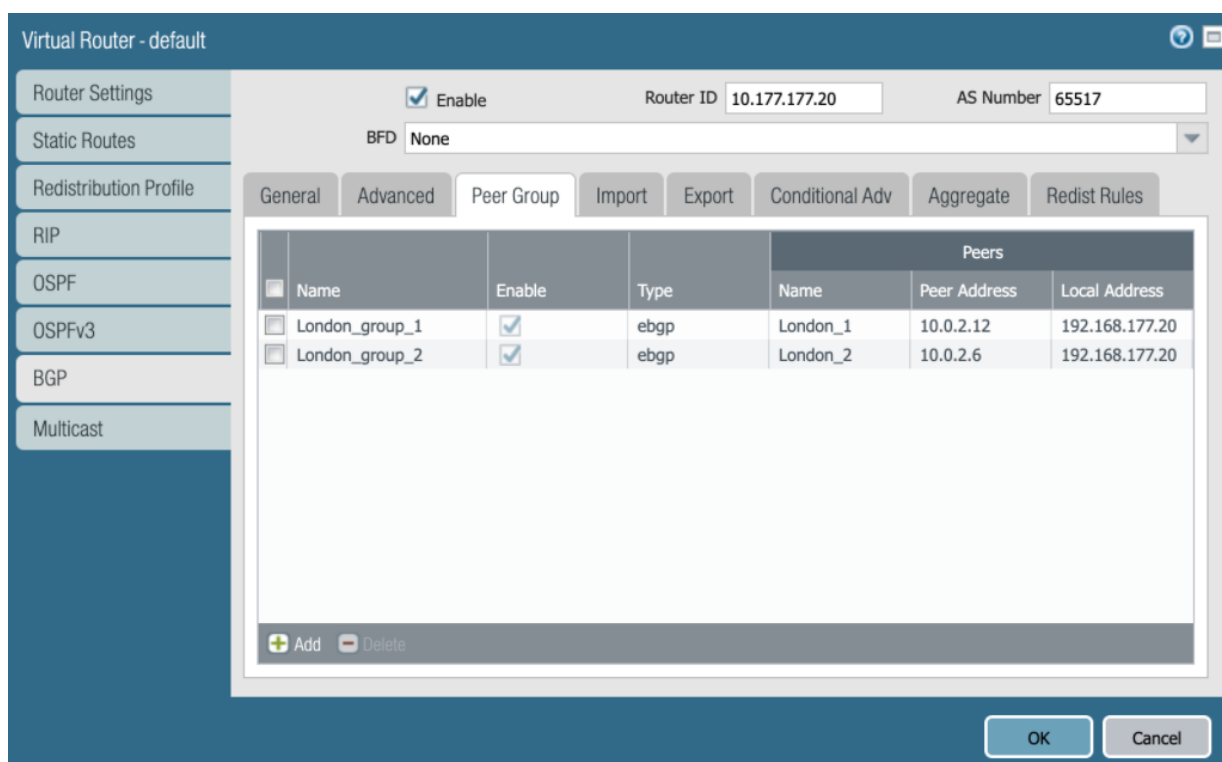 Virtual Router - default
Router Settings
Static Routes
Redistribution Profile
RIP
OSPF
OSPFv3
BGP
Multicast
Enable Router ID 10.177.177.20 AS Number 65517
BFD None
General Advanced Peer Group Import Export Conditional Adv Aggregate Redist Rules
Peers
Name Enable Type Name Peer Address Local Address
London_group_1 ebgp London_1 10.0.2.12 192.168.177.20
London_group_2 ebgp London_2 10.0.2.6 192.168.177.20
Add Delete
OK Cancel